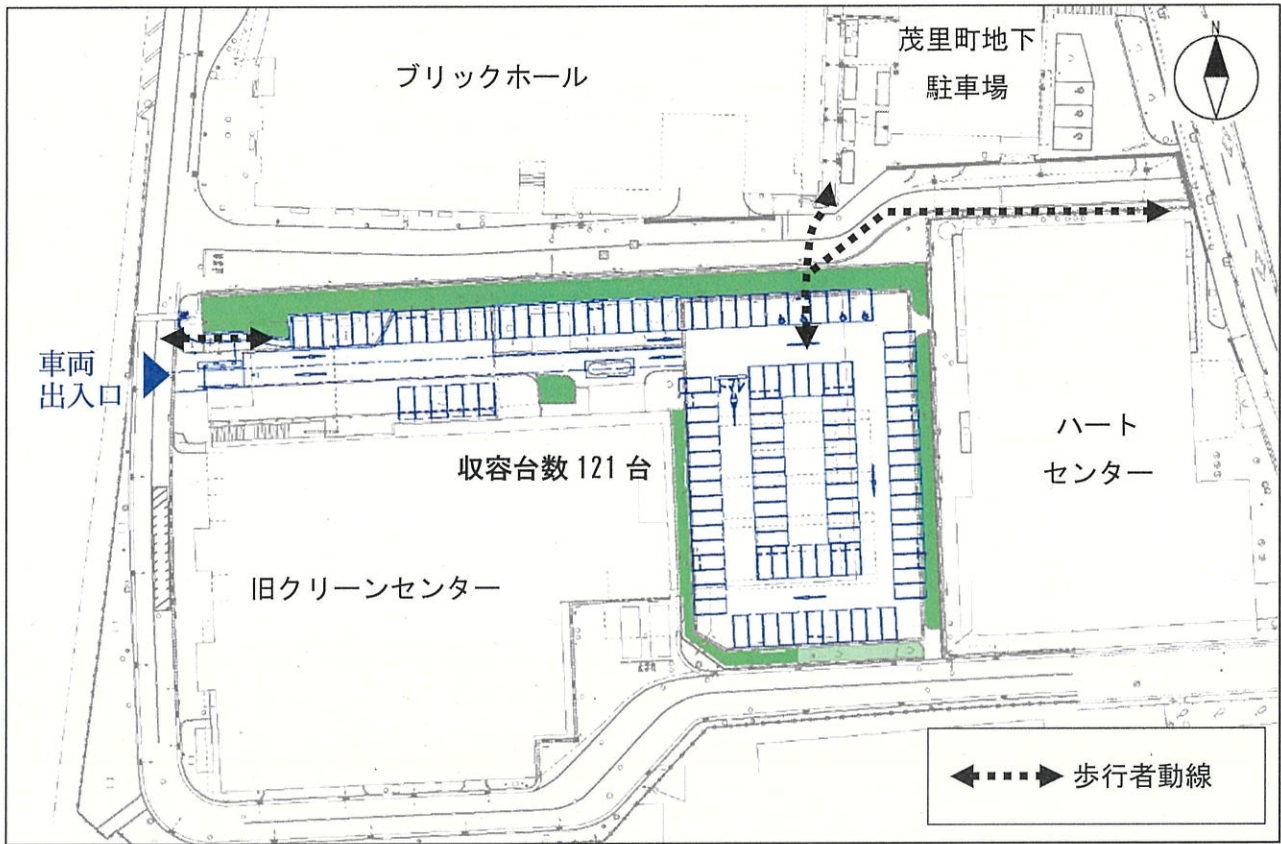 ブリックホール
茂里町地下
駐車場
N
車両
出入口
収容台数 121 台
ハート
センター
旧クリーンセンター
歩行者動線